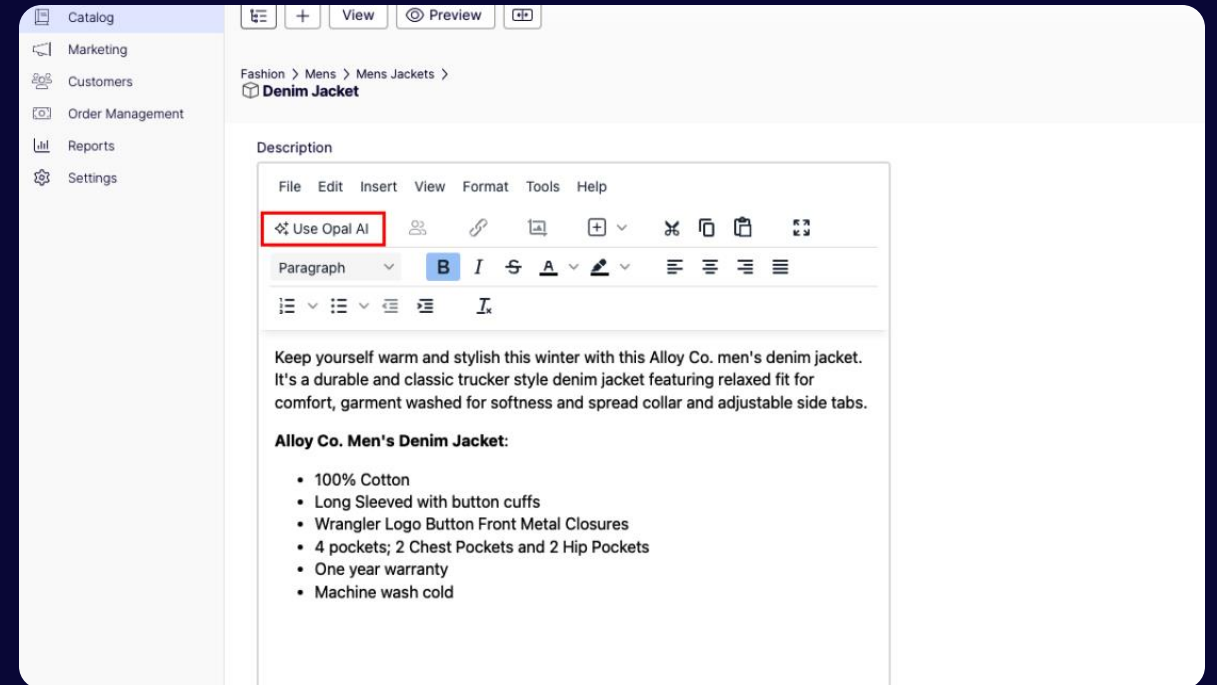 Catalog
View
Preview
Marketing
Customers
Order Management
Reports
Settings
Fashion > Mens > Mens Jackets >
Denim Jacket
Description
File Edit Insert View Format Tools Help
Use Opal AI
Paragraph B I S A
Keep yourself warm and stylish this winter with this Alloy Co. men's denim jacket.
It's a durable and classic trucker style denim jacket featuring relaxed fit for
comfort, garment washed for softness and spread collar and adjustable side tabs.
Alloy Co. Men's Denim Jacket:
• 100% Cotton
• Long Sleeved with button cuffs
• Wrangler Logo Button Front Metal Closures
• 4 pockets; 2 Chest Pockets and 2 Hip Pockets
• One year warranty
• Machine wash cold